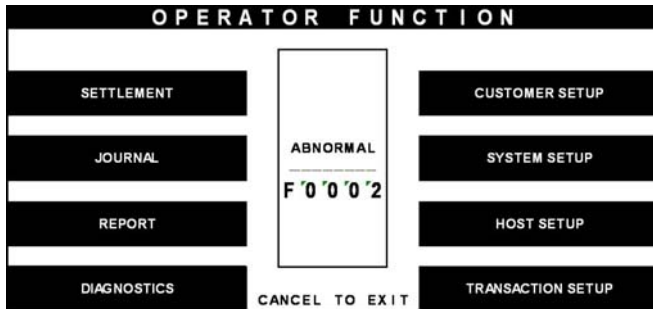 OPERATOR FUNCTION
SETTLEMENT
CUSTOMER SETUP
JOURNAL
ABNORMAL
SYSTEM SETUP
F0002
REPORT
HOST SETUP
DIAGNOSTICS
CANCEL TO EXIT
TRANSACTION SETUP